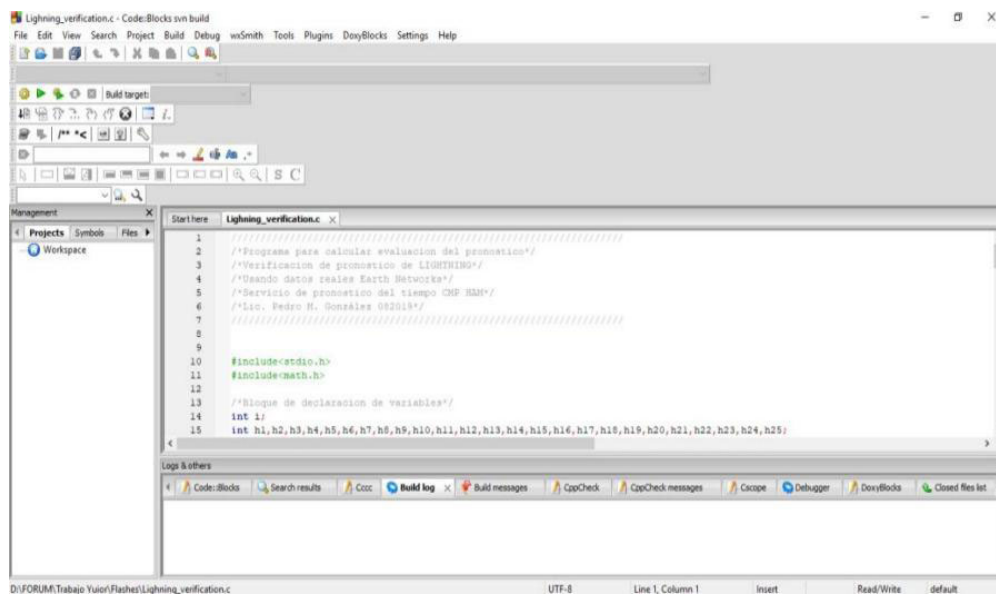 Lighning_verification.c - Code::Blocks svn build
File Edit View Search Project Build Debug wxSmith Tools Plugins DoxyBlocks Settings Help
Build target:
/** *<
S C
Management
Projects Symbols Files
Workspace
Start here Lighning_verification.c
1 ////////////////////////////////////////////////////////////////////
2 /*Programa para calcular evaluacion del pronostico*/
3 /*Verificacion de pronostico de LIGHTNING*/
4 /*Usando datos reales Earth Networks*/
5 /*Servicio de pronostico del tiempo CMP HAM*/
6 /*Lic. Pedro M. González 082019*/
7 ////////////////////////////////////////////////////////////////////
8
9
10 #include<stdio.h>
11 #include<math.h>
12
13 /*Bloque de declaracion de variables*/
14 int i;
15 int h1,h2,h3,h4,h5,h6,h7,h8,h9,h10,h11,h12,h13,h14,h15,h16,h17,h18,h19,h20,h21,h22,h23,h24,h25;
Logs & others
Code::Blocks Search results Cccc Build log Build messages CppCheck CppCheck messages Cscope Debugger DoxyBlocks Closed files list
D:\FORUM\Trabajo Yuior\Flashes\Lighning_verification.c UTF-8 Line 1, Column 1 Insert Read/Write default